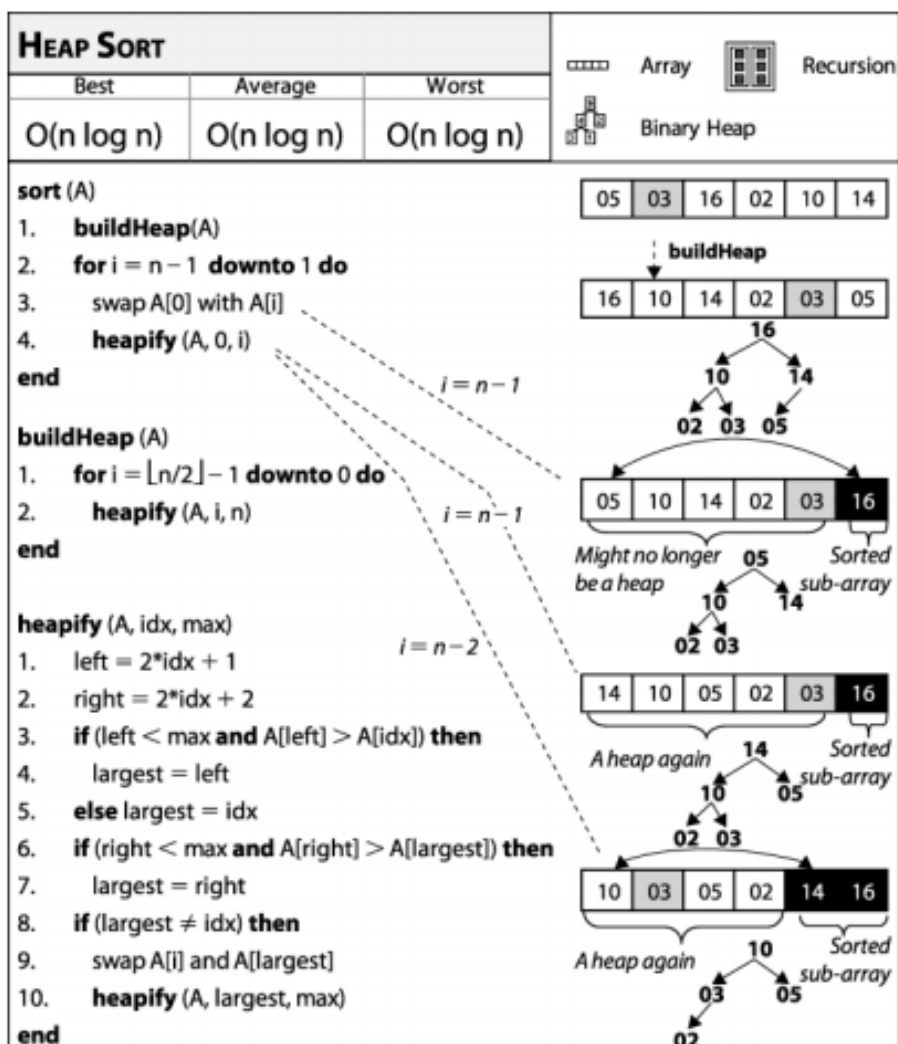 HEAP SORT
Best Average Worst
O(n log n) O(n log n) O(n log n)
Array Recursion
Binary Heap
sort (A)
1. buildHeap(A)
2. for i = n – 1 downto 1 do
3. swap A[0] with A[i]
4. heapify (A, 0, i)
end
buildHeap (A)
1. for i = ⌊n/2⌋ – 1 downto 0 do
2. heapify (A, i, n)
end
heapify (A, idx, max)
1. left = 2*idx + 1
2. right = 2*idx + 2
3. if (left < max and A[left] > A[idx]) then
4. largest = left
5. else largest = idx
6. if (right < max and A[right] > A[largest]) then
7. largest = right
8. if (largest ≠ idx) then
9. swap A[i] and A[largest]
10. heapify (A, largest, max)
end
i = n – 1
i = n – 1
i = n – 2
05 03 16 02 10 14
buildHeap
16 10 14 02 03 05
16
10 14
02 03 05
05 10 14 02 03 16
Might no longer
be a heap
Sorted
sub-array
05
10 14
02 03
14 10 05 02 03 16
A heap again
Sorted
sub-array
14
10 05
02 03
10 03 05 02 14 16
A heap again
Sorted
sub-array
10
03 05
02